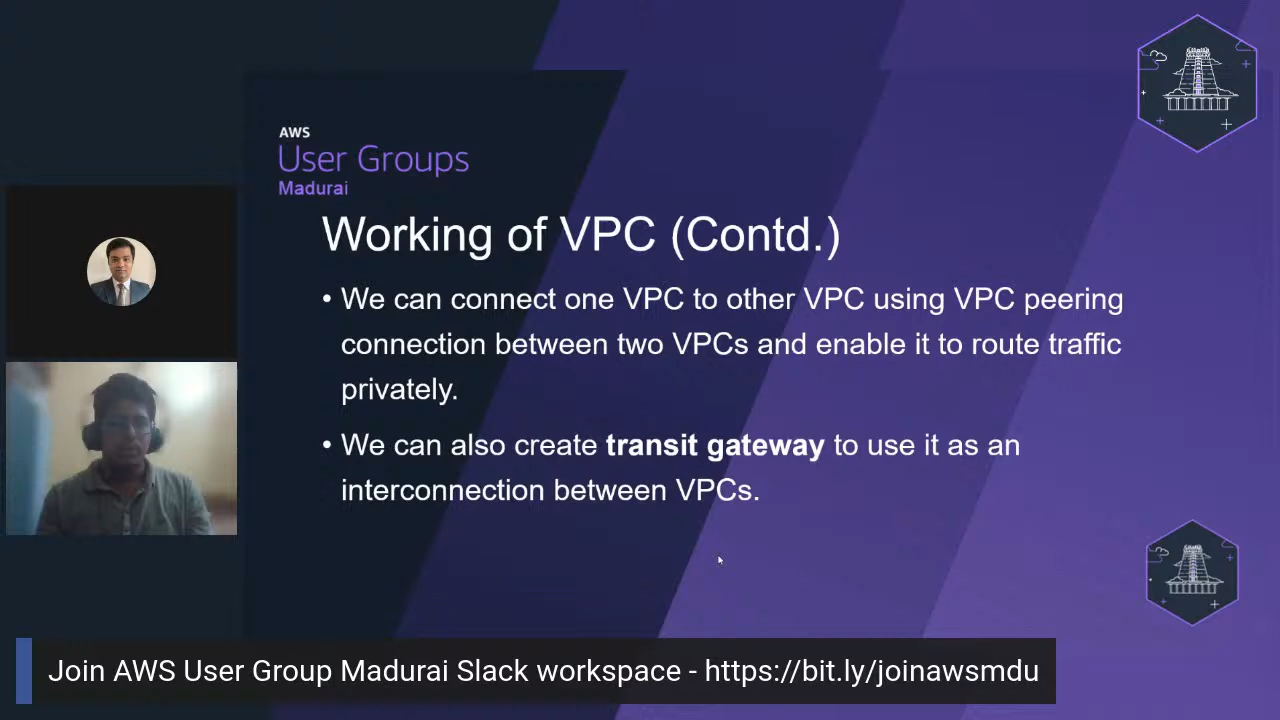 AWS
User Groups
Madurai
Working of VPC (Contd.)
• We can connect one VPC to other VPC using VPC peering
connection between two VPCs and enable it to route traffic
privately.
• We can also create transit gateway to use it as an
interconnection between VPCs.
Join AWS User Group Madurai Slack workspace - https://bit.ly/joinawsmdu